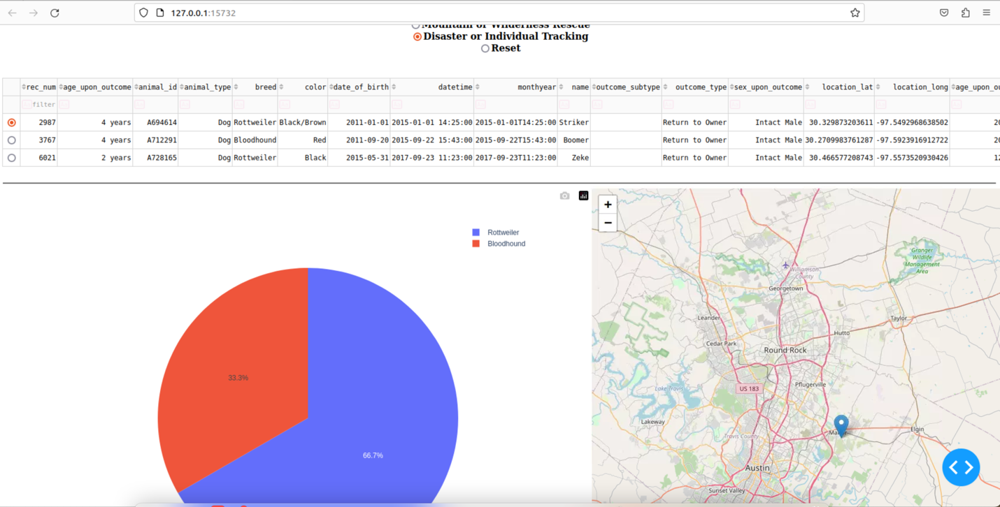 127.0.0.1:15732
Mountain or Wilderness Rescue
Disaster or Individual Tracking
Reset
rec_num age_upon_outcome animal_id animal_type breed color date_of_birth datetime monthyear name outcome_subtype outcome_type sex_upon_outcome location_lat location_long age_upon_ou
filter
2987 4 years A694614 Dog Rottweiler Black/Brown 2011-01-01 2015-01-01 14:25:00 2015-01-01T14:25:00 Striker Return to Owner Intact Male 30.329873203611 -97.5492968638502 20
3767 4 years A712291 Dog Bloodhound Red 2011-09-20 2015-09-22 15:43:00 2015-09-22T15:43:00 Boomer Return to Owner Intact Male 30.2709983761287 -97.5923916912722 20
6021 2 years A728165 Dog Rottweiler Black 2015-05-31 2017-09-23 11:23:00 2017-09-23T11:23:00 Zeke Return to Owner Intact Male 30.466577208743 -97.5573520930426 12
Rottweiler
Bloodhound
33.3%
66.7%
+
−
Granger
Wildlife
Management
Area
Williamson
County
Georgetown
Leander
Taylor
Hutto
Cedar Park
Round Rock
Pflugerville
US 183
Lake Travis
Lakeway
Elgin
Travis County
Austin
Sunset Valley